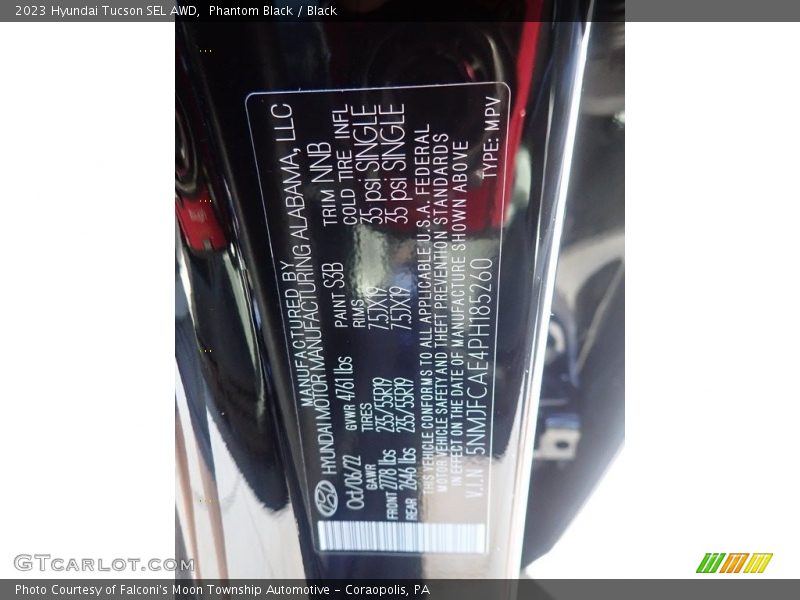 2023 Hyundai Tucson SEL AWD, Phantom Black / Black
MANUFACTURED BY
HYUNDAI MOTOR MANUFACTURING ALABAMA, LLC
Oct/06/22 GVWR 4761 lbs PAINT S3B TRIM NNB
GAWR TIRES RIMS COLD TIRE INFL
FRONT 2778 lbs 235/55R19 7.5JX19 35 psi SINGLE
REAR 2646 lbs 235/55R19 7.5JX19 35 psi SINGLE
THIS VEHICLE CONFORMS TO ALL APPLICABLE U.S.A. FEDERAL
MOTOR VEHICLE SAFETY AND THEFT PREVENTION STANDARDS
IN EFFECT ON THE DATE OF MANUFACTURE SHOWN ABOVE
V.I.N : 5NMJFCAE4PH185260 TYPE: MPV
GTcarlot.com
Photo Courtesy of Falconi's Moon Township Automotive - Coraopolis, PA